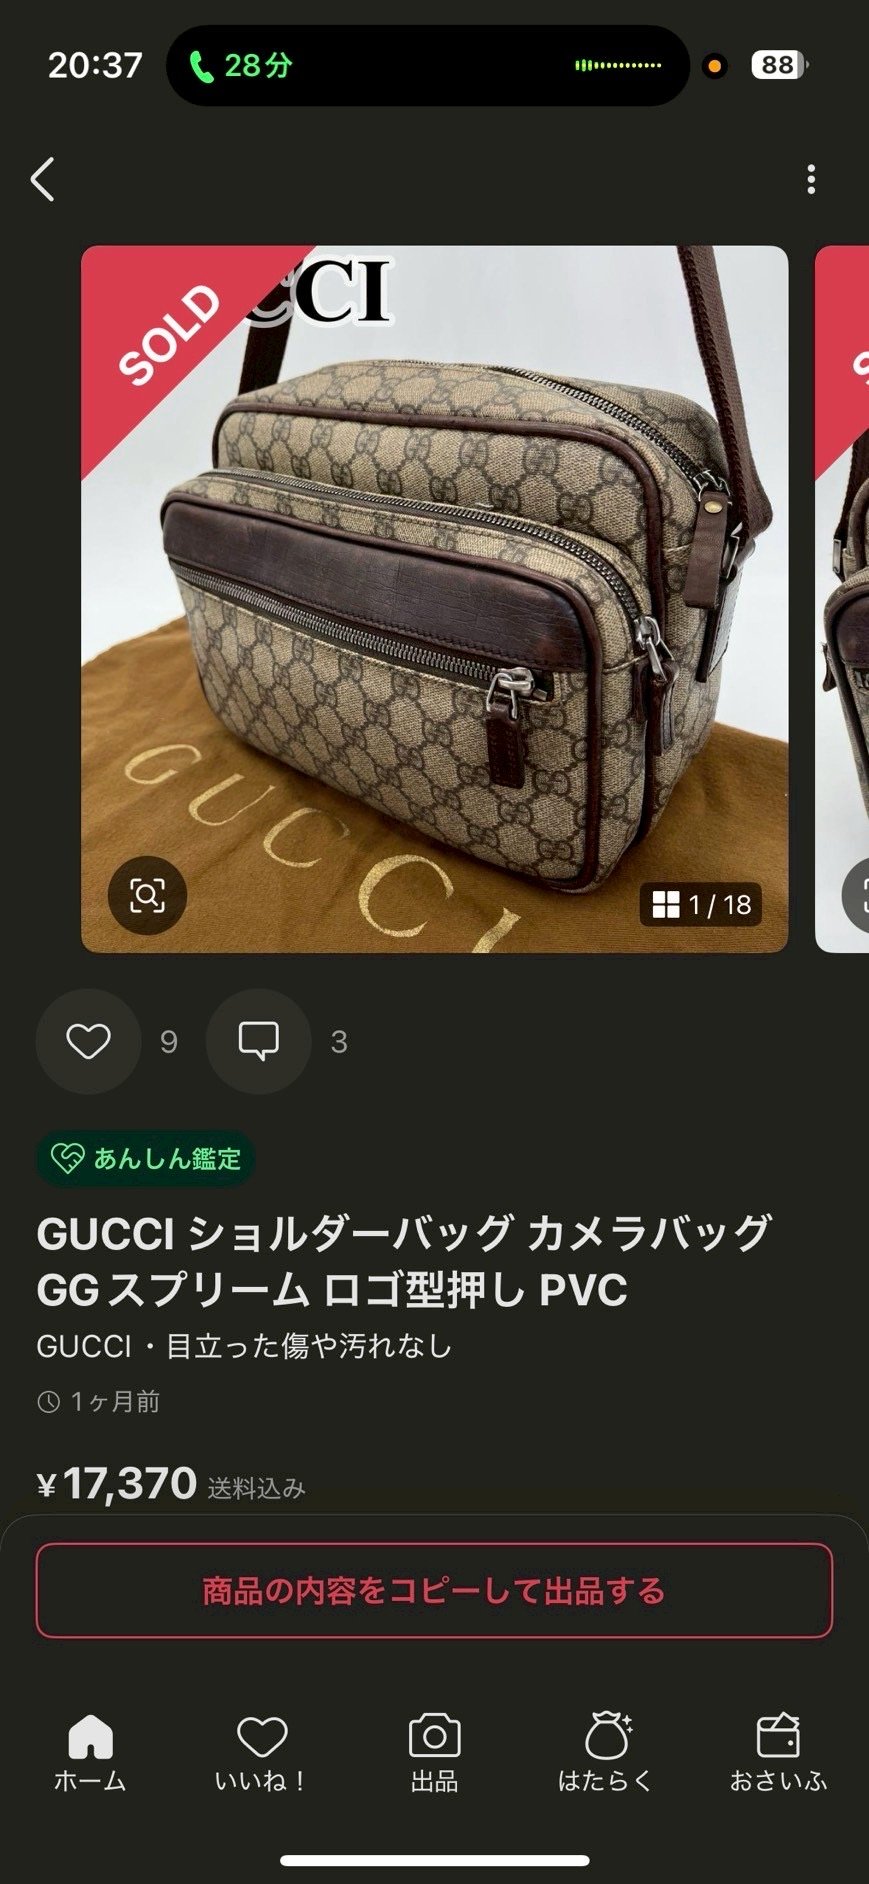 20:37
28分
88
SOLD
CCI
GUCCI
1 / 18
9
3
あんしん鑑定
GUCCI ショルダーバッグ カメラバッグ
GGスプリーム ロゴ型押し PVC
GUCCI・目立った傷や汚れなし
1ヶ月前
¥17,370 送料込み
商品の内容をコピーして出品する
ホーム
いいね！
出品
はたらく
おさいふ